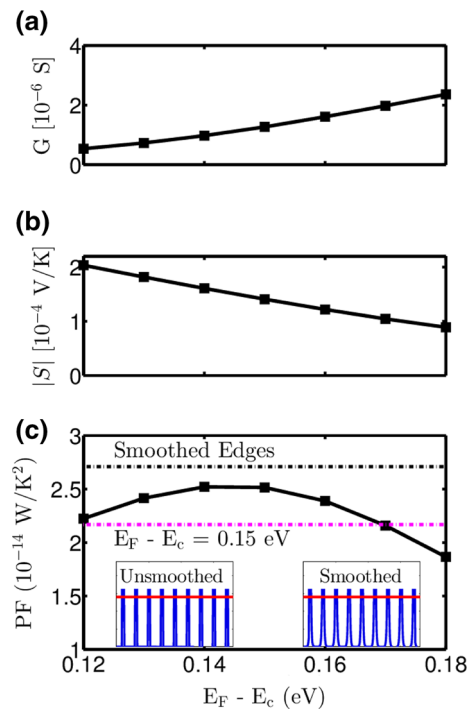 (a)
4
2
0
G [10⁻⁶ S]
(b)
2
1
0
|S| [10⁻⁴ V/K]
(c)
3
2.5
2
1.5
1
PF (10⁻¹⁴ W/K²)
Smoothed Edges
E_F - E_c = 0.15 eV
Unsmoothed
Smoothed
0.12 0.14 0.16 0.18
E_F - E_c (eV)